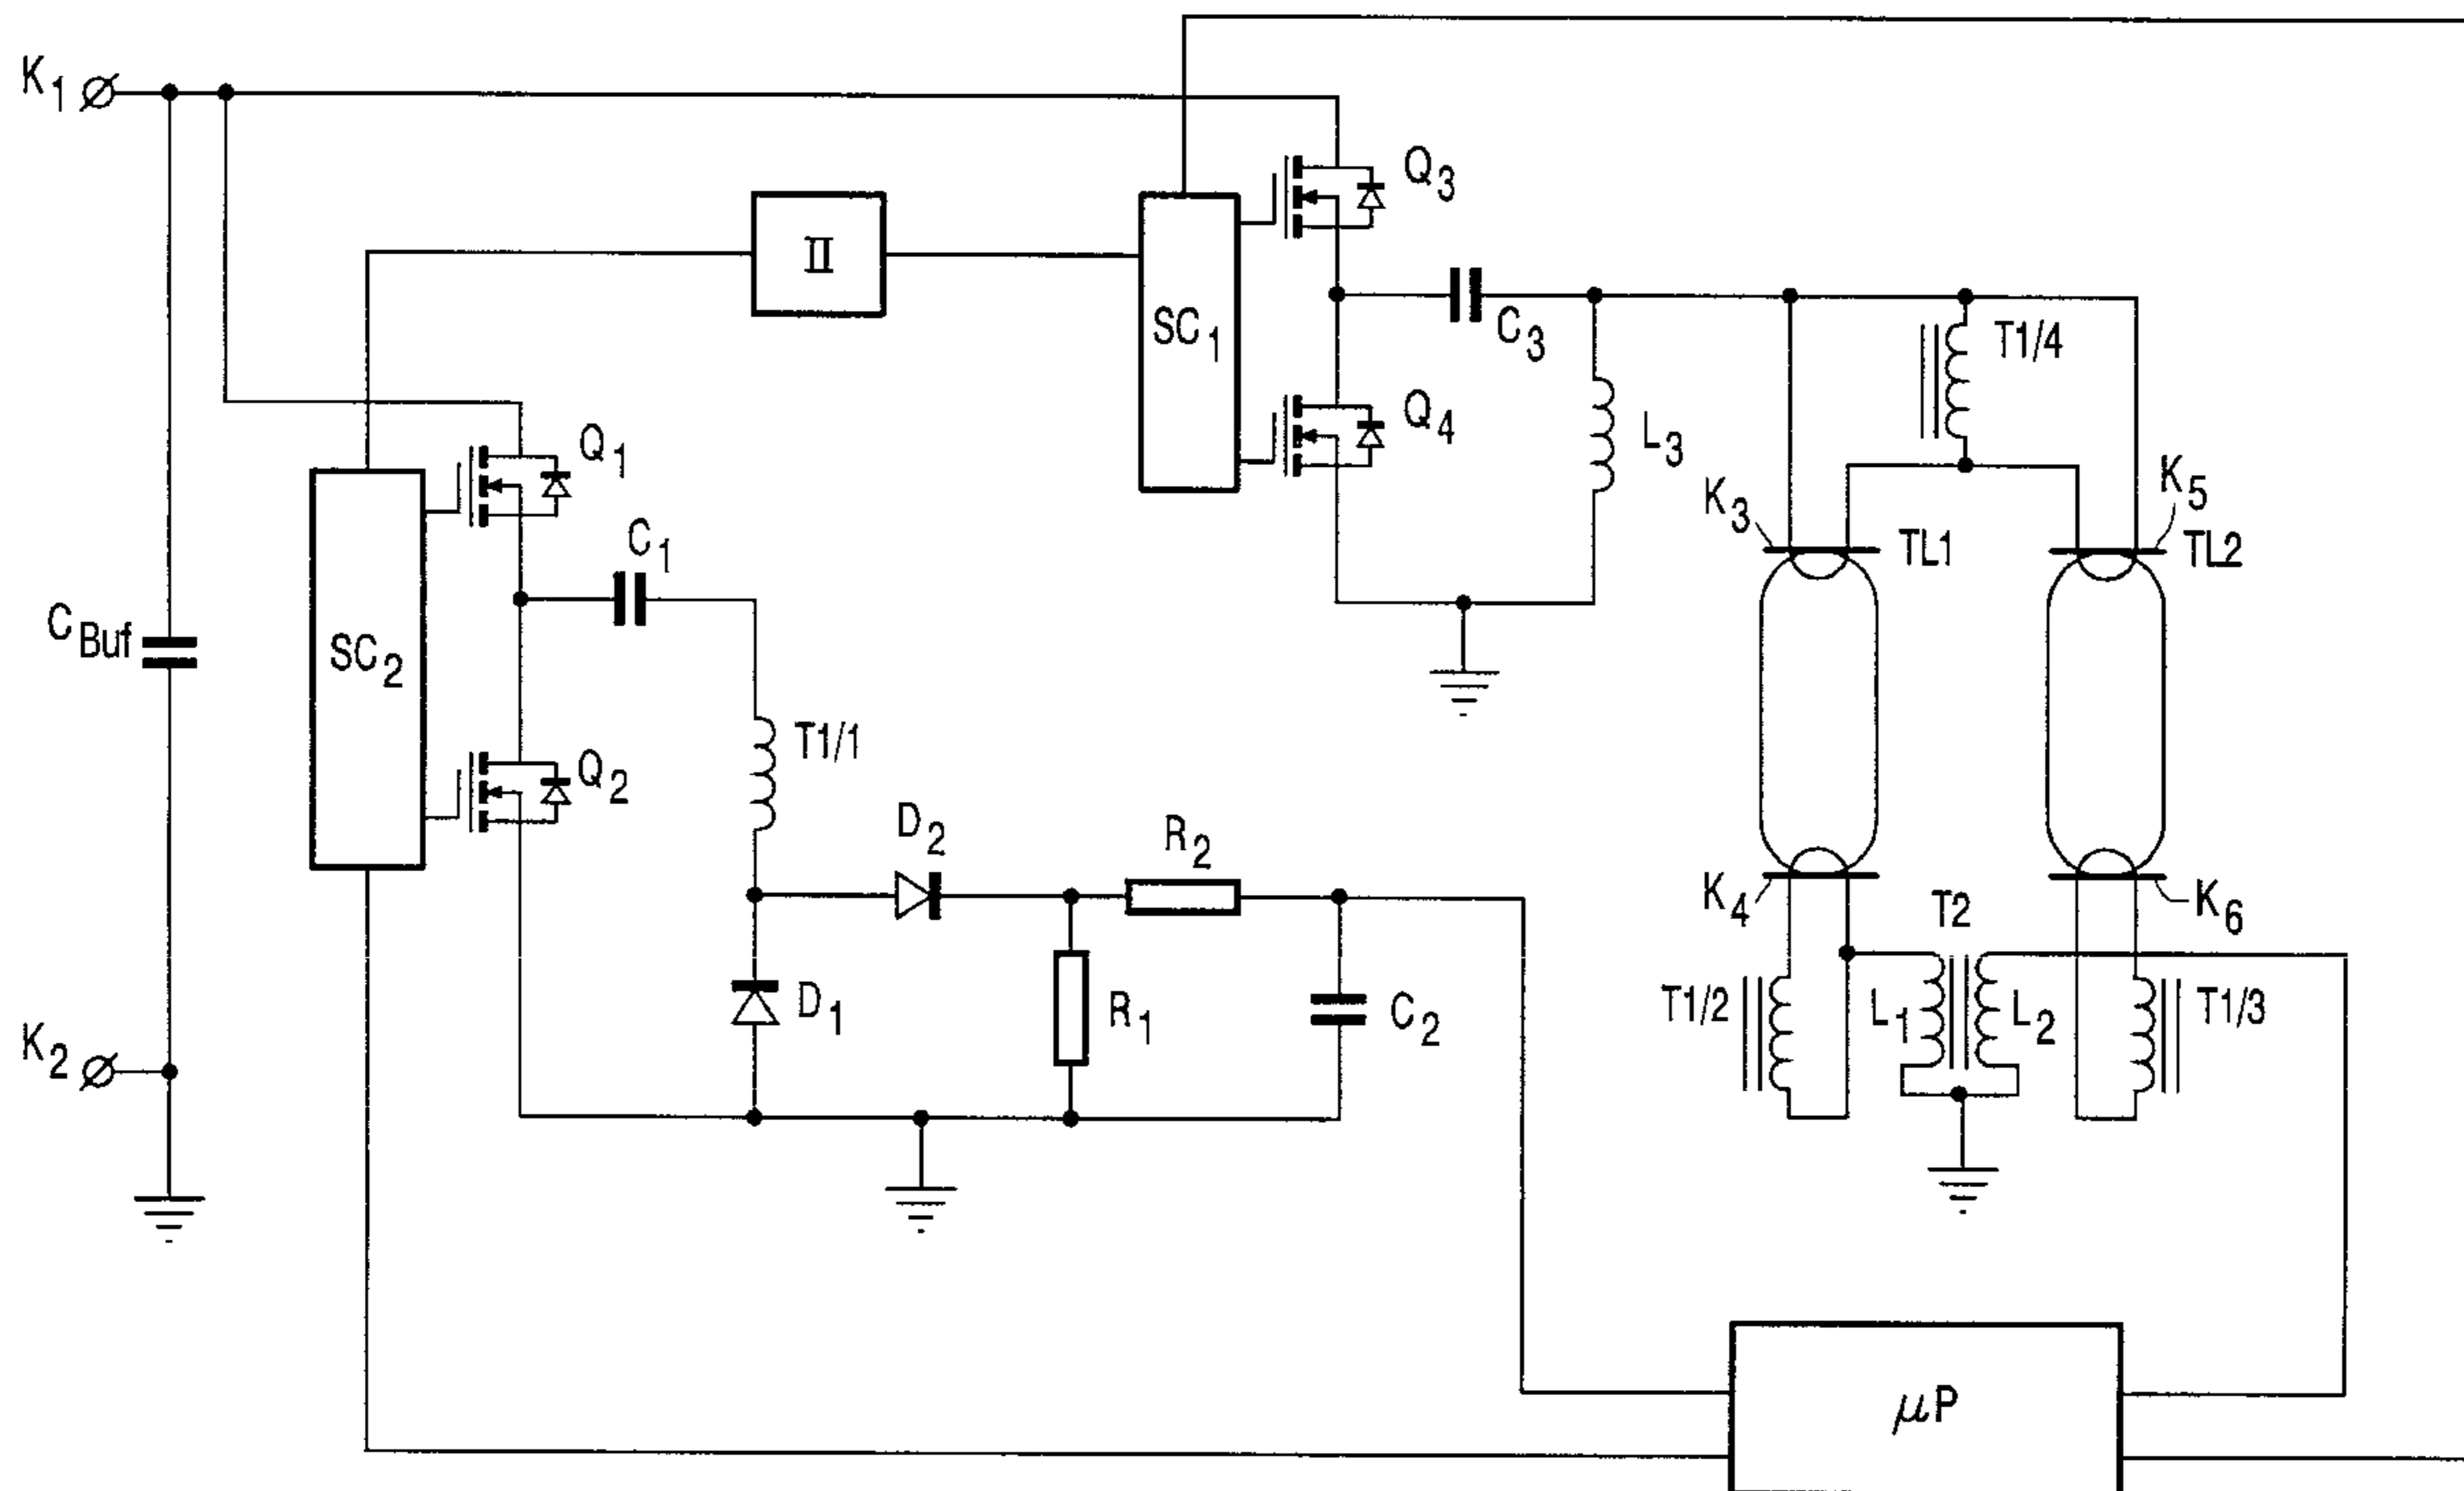 K1
Q3
II
SC1
C3
T1/4
Q1
Q4
L3
K3
K5
TL1
TL2
C1
CBuf
SC2
T1/1
Q2
D2
R2
K4
T2
K6
D1
R1
C2
T1/2
L1
L2
T1/3
K2
μP